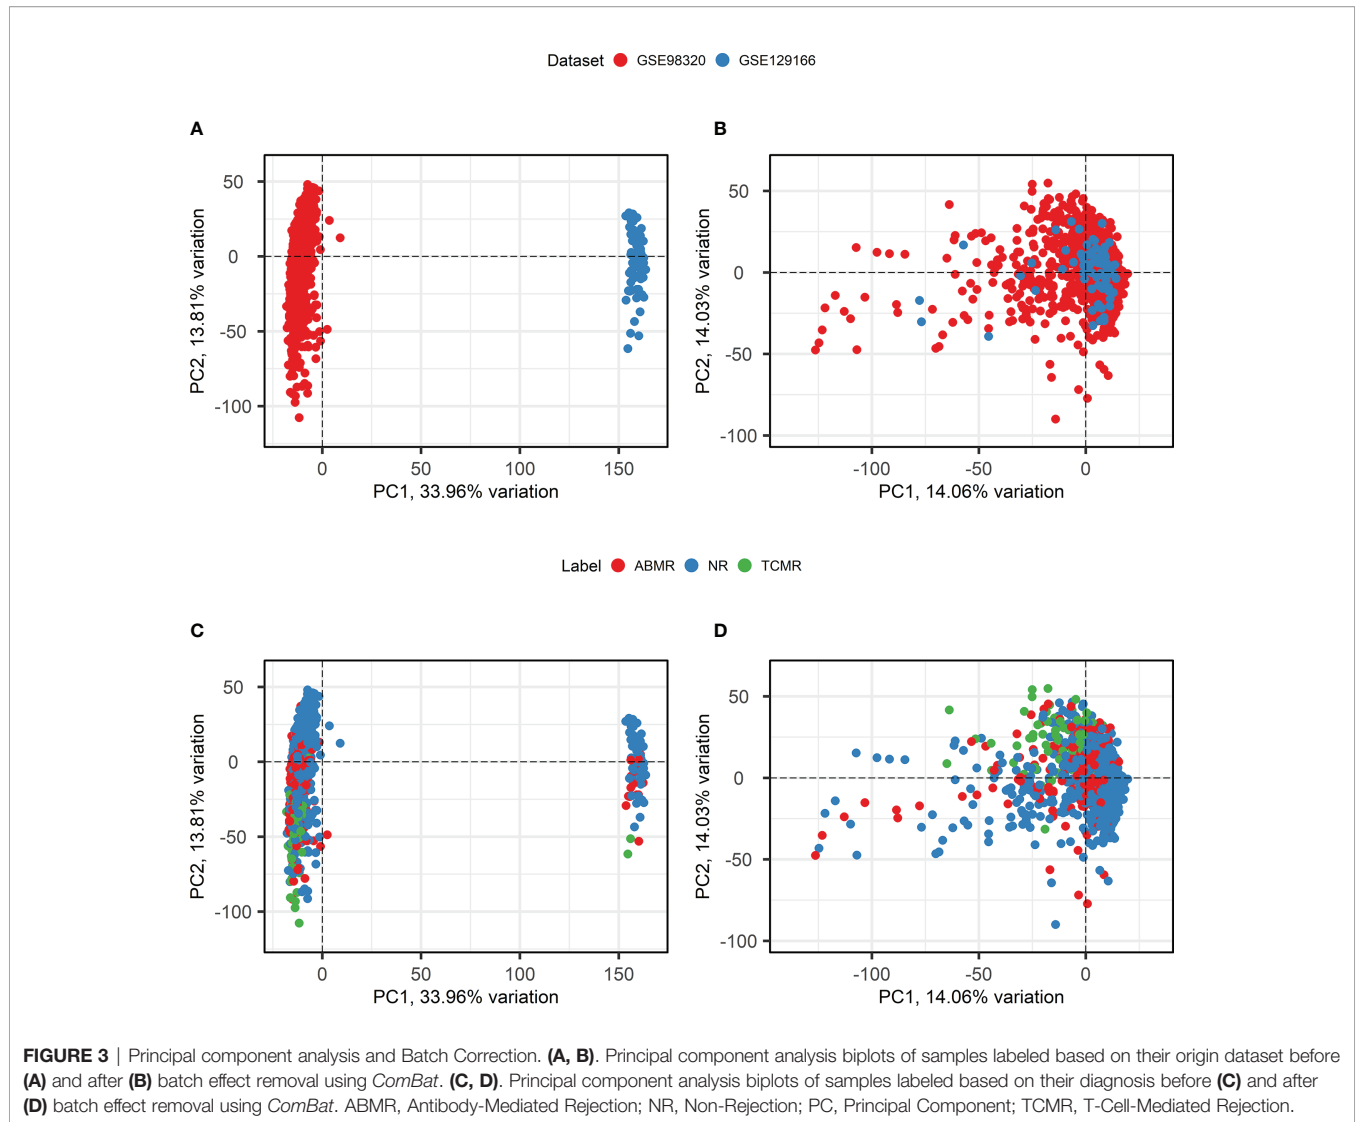 Dataset GSE98320 GSE129166
A
B
50
0
-50
-100
PC2, 13.81% variation
0 50 100 150
PC1, 33.96% variation
50
0
-50
-100
PC2, 14.03% variation
-100 -50 0
PC1, 14.06% variation
Label ABMR NR TCMR
C
D
50
0
-50
-100
PC2, 13.81% variation
0 50 100 150
PC1, 33.96% variation
50
0
-50
-100
PC2, 14.03% variation
-100 -50 0
PC1, 14.06% variation
FIGURE 3 | Principal component analysis and Batch Correction. (A, B). Principal component analysis biplots of samples labeled based on their origin dataset before
(A) and after (B) batch effect removal using ComBat. (C, D). Principal component analysis biplots of samples labeled based on their diagnosis before (C) and after
(D) batch effect removal using ComBat. ABMR, Antibody-Mediated Rejection; NR, Non-Rejection; PC, Principal Component; TCMR, T-Cell-Mediated Rejection.